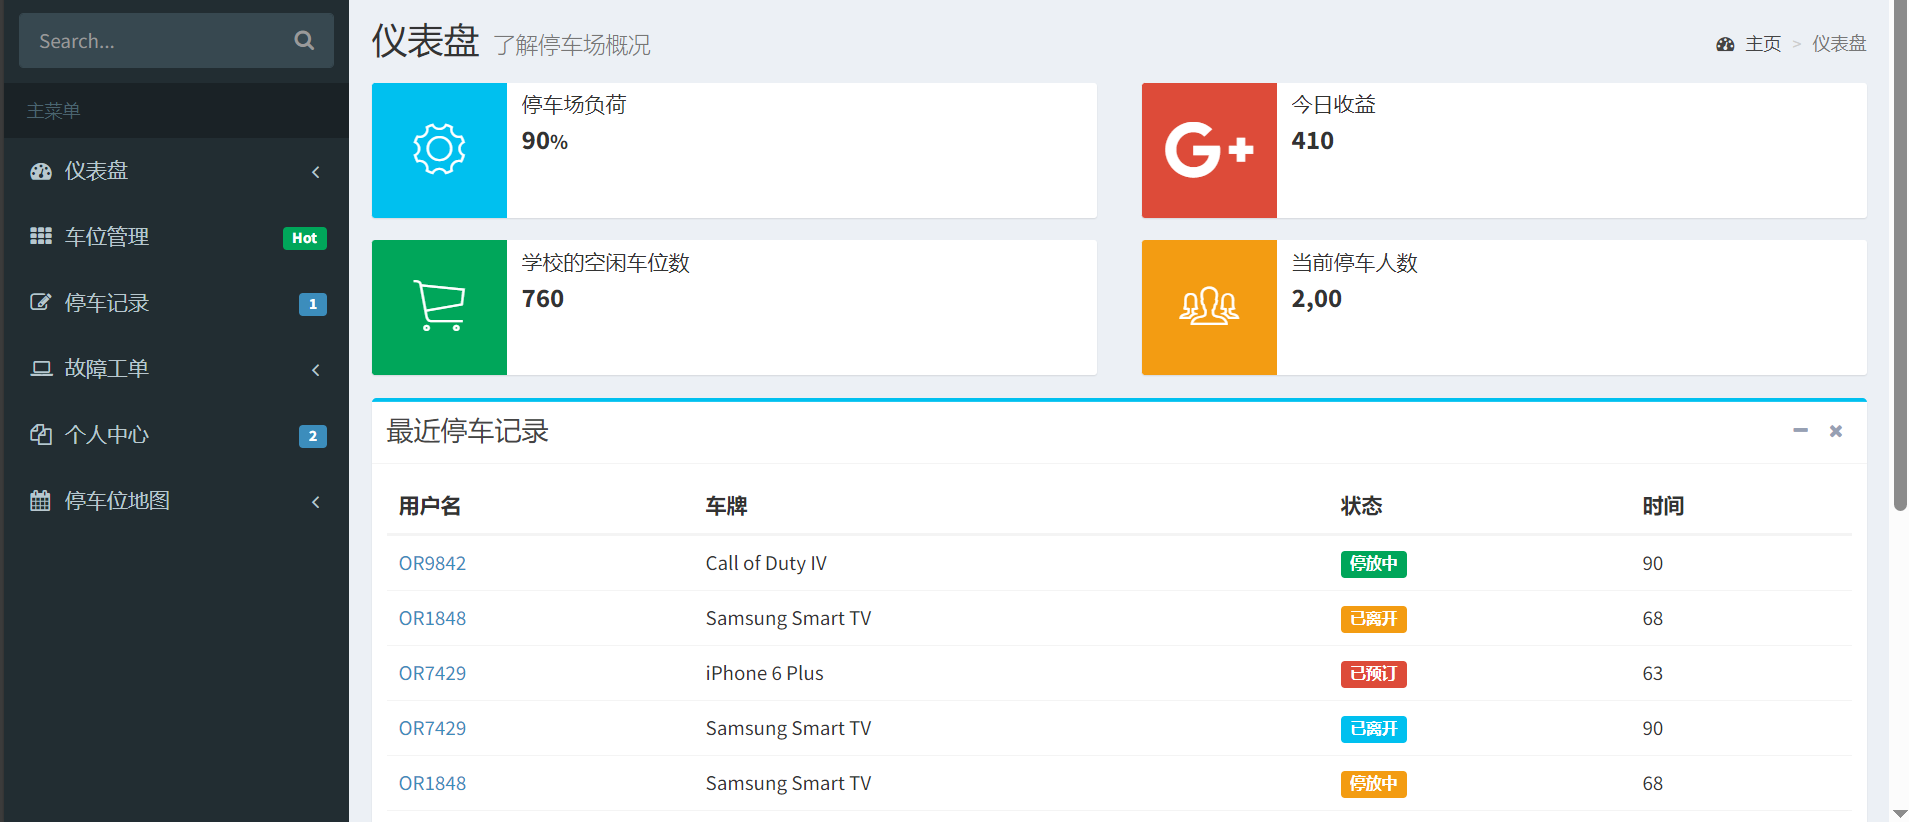 Search...
主菜单
仪表盘
车位管理 Hot
停车记录 1
故障工单
个人中心 2
停车位地图
仪表盘 了解停车场概况
主页 > 仪表盘
停车场负荷
90%
G+
今日收益
410
学校的空闲车位数
760
当前停车人数
2,00
最近停车记录
用户名 车牌 状态 时间
OR9842 Call of Duty IV 停放中 90
OR1848 Samsung Smart TV 已离开 68
OR7429 iPhone 6 Plus 已预订 63
OR7429 Samsung Smart TV 已离开 90
OR1848 Samsung Smart TV 停放中 68